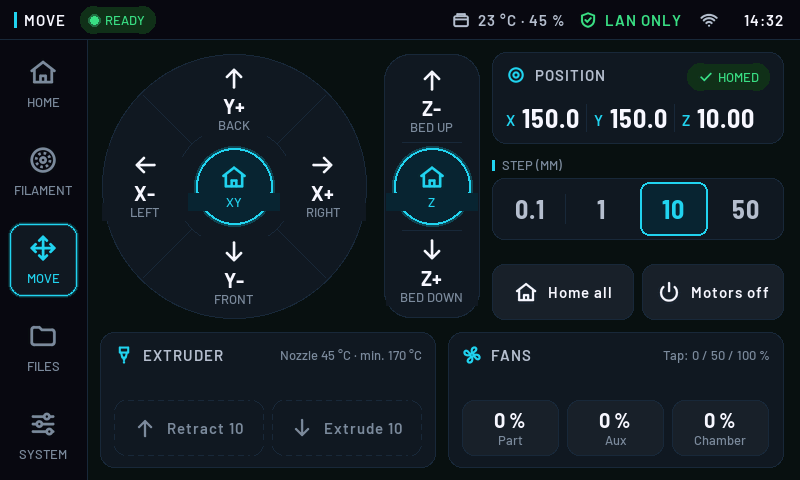 MOVE
READY
23 °C · 45 %
LAN ONLY
14:32
HOME
FILAMENT
MOVE
FILES
SYSTEM
Y+
BACK
X-
LEFT
XY
X+
RIGHT
Y-
FRONT
Z-
BED UP
Z
Z+
BED DOWN
POSITION
HOMED
X 150.0
Y 150.0
Z 10.00
STEP (MM)
0.1
1
10
50
Home all
Motors off
EXTRUDER
Nozzle 45 °C · min. 170 °C
Retract 10
Extrude 10
FANS
Tap: 0 / 50 / 100 %
0 %
Part
0 %
Aux
0 %
Chamber